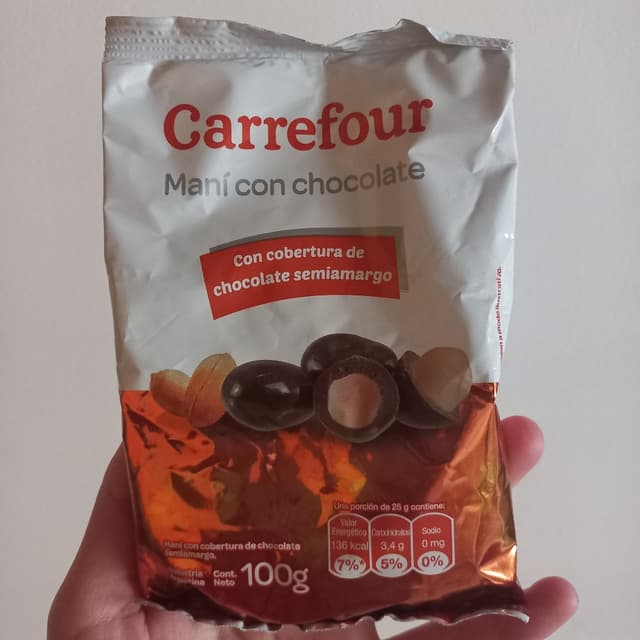 Carrefour
Maní con chocolate
Con cobertura de
chocolate semiamargo
Una porción de 25 g contiene:
Valor
Energético
136 kcal
7%*
Carbohidratos
3,4 g
5%
Sodio
0 mg
0%
Maní con cobertura de chocolate
semiamargo.
Cont.
Neto
100g